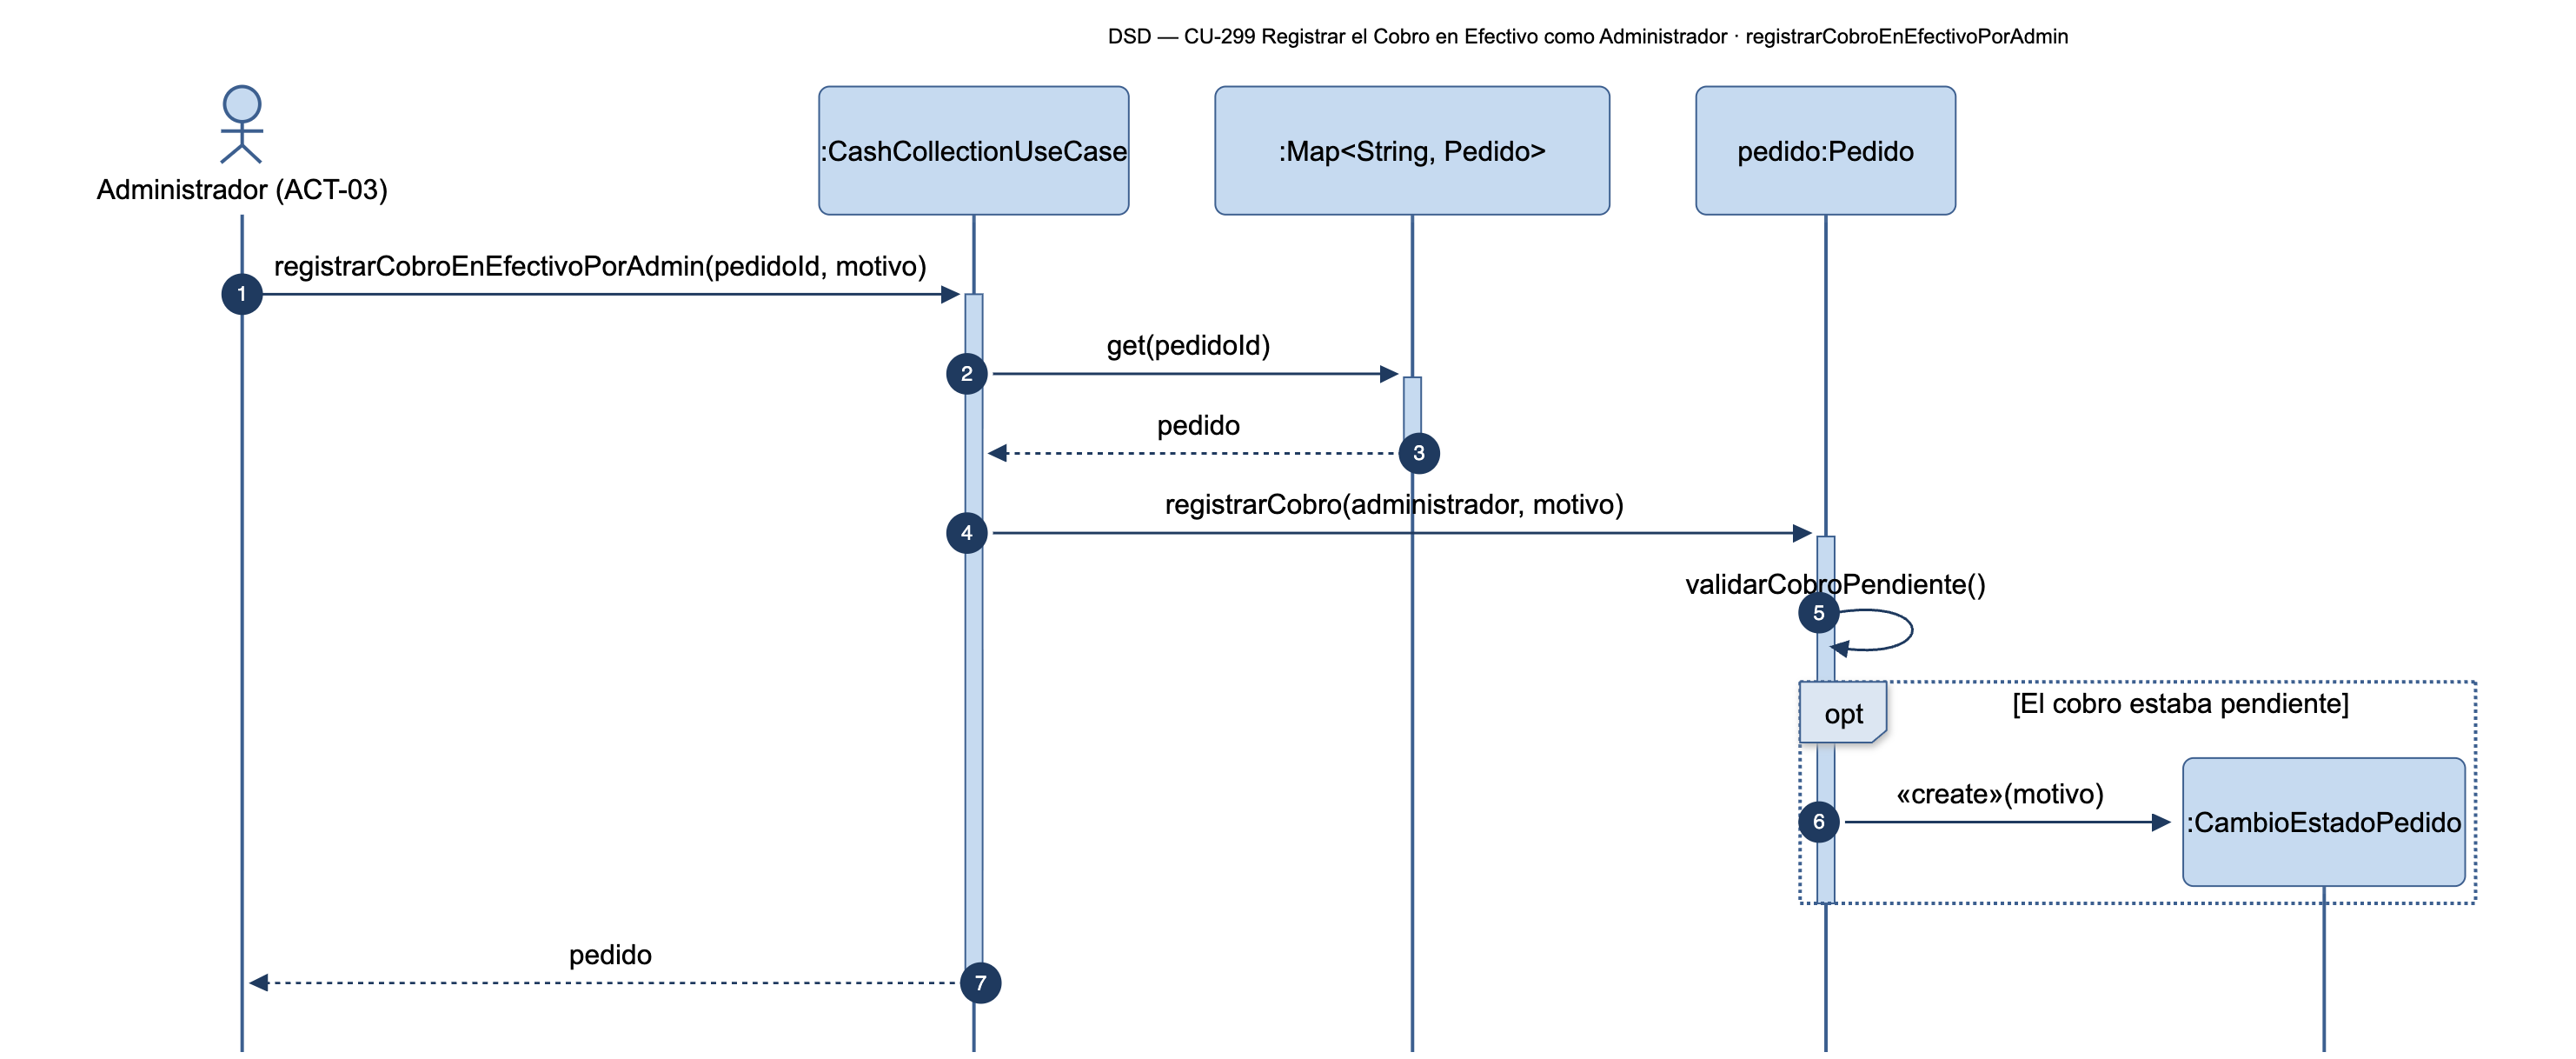 DSD — CU-299 Registrar el Cobro en Efectivo como Administrador · registrarCobroEnEfectivoPorAdmin
Administrador (ACT-03)
:CashCollectionUseCase
:Map<String, Pedido>
pedido:Pedido
registrarCobroEnEfectivoPorAdmin(pedidoId, motivo)
1
get(pedidoId)
2
pedido
3
registrarCobro(administrador, motivo)
4
validarCobroPendiente()
5
opt
[El cobro estaba pendiente]
«create»(motivo)
6
:CambioEstadoPedido
pedido
7